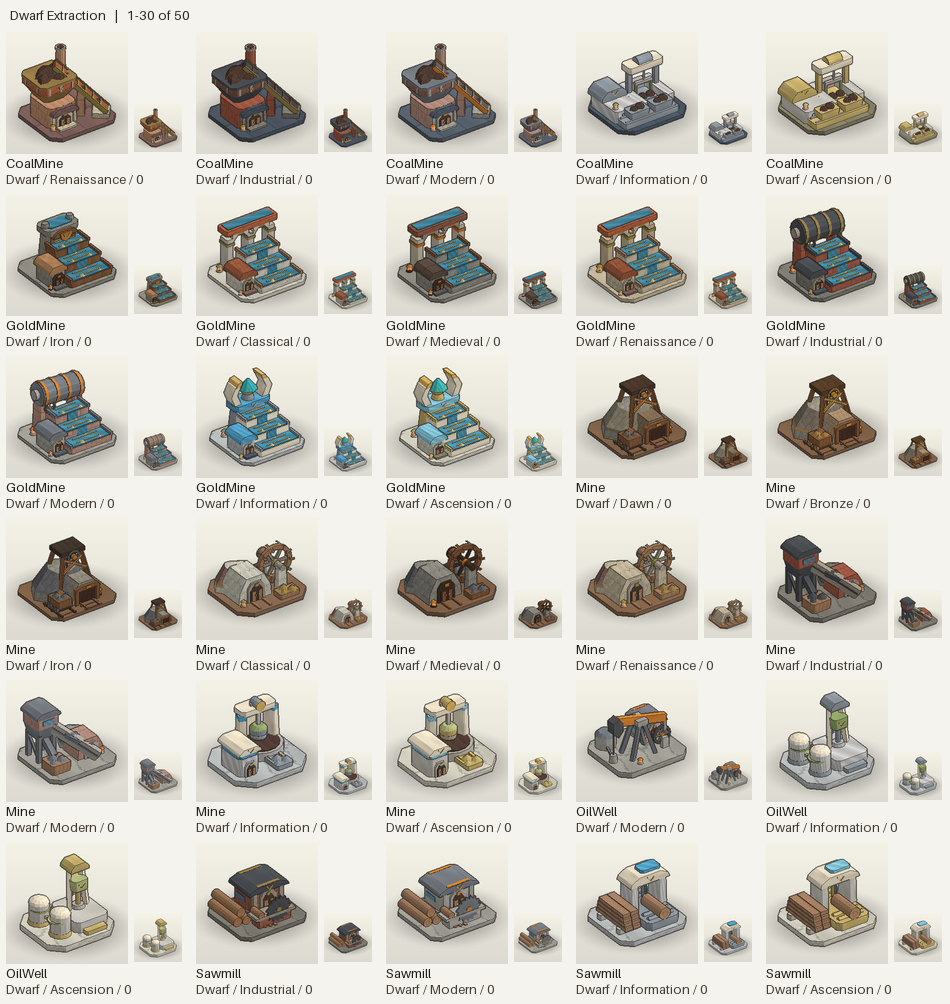 Dwarf Extraction | 1-30 of 50
CoalMine
Dwarf / Renaissance / 0
CoalMine
Dwarf / Industrial / 0
CoalMine
Dwarf / Modern / 0
CoalMine
Dwarf / Information / 0
CoalMine
Dwarf / Ascension / 0
GoldMine
Dwarf / Iron / 0
GoldMine
Dwarf / Classical / 0
GoldMine
Dwarf / Medieval / 0
GoldMine
Dwarf / Renaissance / 0
GoldMine
Dwarf / Industrial / 0
GoldMine
Dwarf / Modern / 0
GoldMine
Dwarf / Information / 0
GoldMine
Dwarf / Ascension / 0
Mine
Dwarf / Dawn / 0
Mine
Dwarf / Bronze / 0
Mine
Dwarf / Iron / 0
Mine
Dwarf / Classical / 0
Mine
Dwarf / Medieval / 0
Mine
Dwarf / Renaissance / 0
Mine
Dwarf / Industrial / 0
Mine
Dwarf / Modern / 0
Mine
Dwarf / Information / 0
Mine
Dwarf / Ascension / 0
OilWell
Dwarf / Modern / 0
OilWell
Dwarf / Information / 0
OilWell
Dwarf / Ascension / 0
Sawmill
Dwarf / Industrial / 0
Sawmill
Dwarf / Modern / 0
Sawmill
Dwarf / Information / 0
Sawmill
Dwarf / Ascension / 0